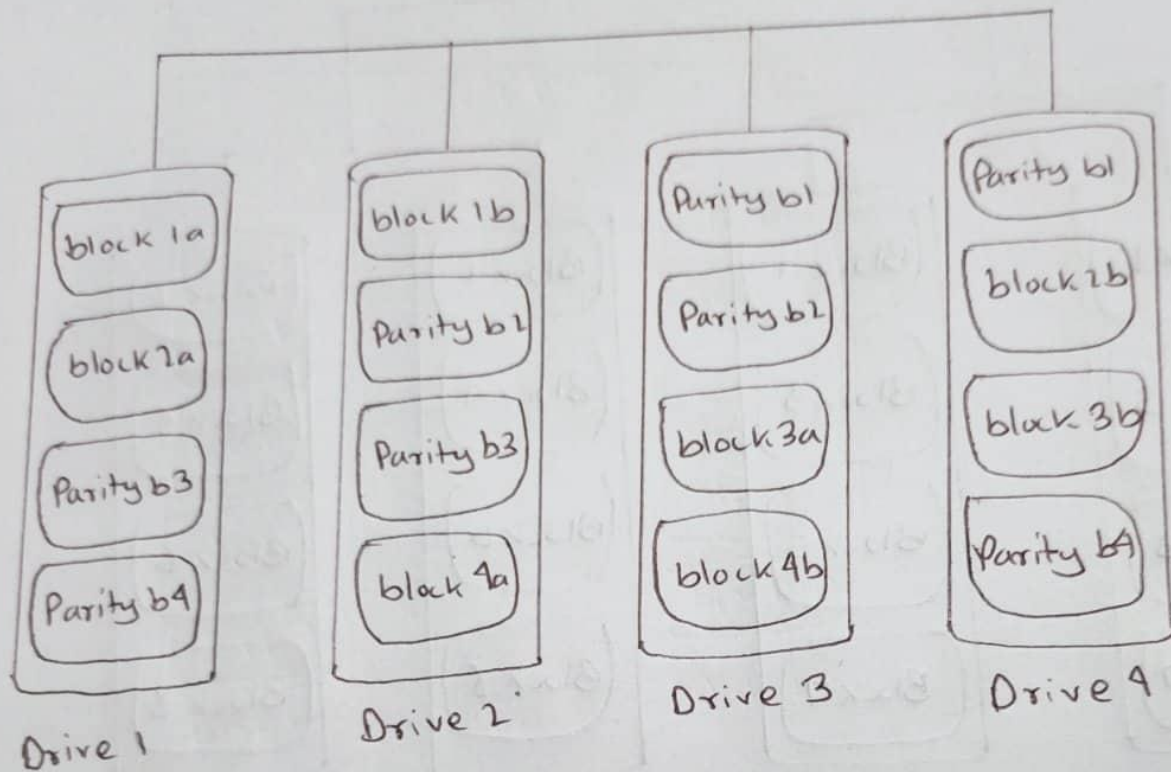 block 1a
block 2a
Parity b3
Parity b4
Drive 1
block 1b
Parity b2
Parity b3
block 4a
Drive 2
Parity b1
Parity b2
block 3a
block 4b
Drive 3
Parity b1
block 2b
block 3b
Parity b4
Drive 4